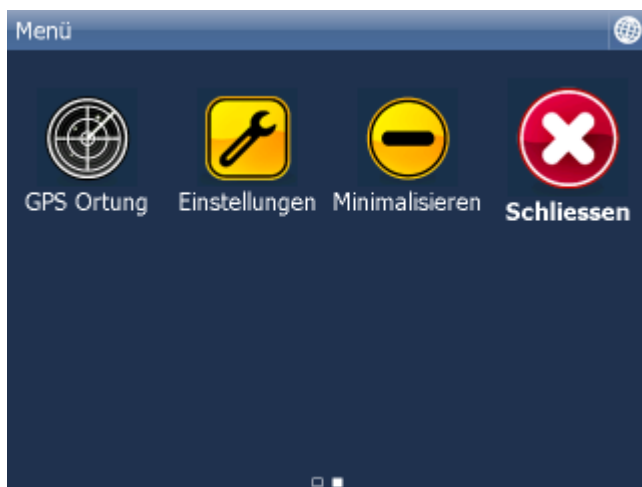 Menü
GPS Ortung
Einstellungen
Minimalisieren
Schliessen